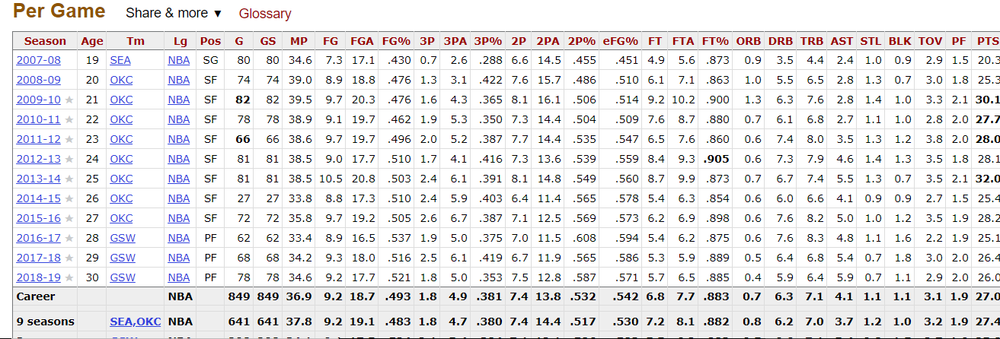 Per Game Share & more ▼ Glossary
Season Age Tm Lg Pos G GS MP FG FGA FG% 3P 3PA 3P% 2P 2PA 2P% eFG% FT FTA FT% ORB DRB TRB AST STL BLK TOV PF PTS
2007-08 19 SEA NBA SG 80 80 34.6 7.3 17.1 .430 0.7 2.6 .288 6.6 14.5 .455 .451 4.9 5.6 .873 0.9 3.5 4.4 2.4 1.0 0.9 2.9 1.5 20.3
2008-09 20 OKC NBA SF 74 74 39.0 8.9 18.8 .476 1.3 3.1 .422 7.6 15.7 .486 .510 6.1 7.1 .863 1.0 5.5 6.5 2.8 1.3 0.7 3.0 1.8 25.3
2009-10 ★ 21 OKC NBA SF 82 82 39.5 9.7 20.3 .476 1.6 4.3 .365 8.1 16.1 .506 .514 9.2 10.2 .900 1.3 6.3 7.6 2.8 1.4 1.0 3.3 2.1 30.1
2010-11 ★ 22 OKC NBA SF 78 78 38.9 9.1 19.7 .462 1.9 5.3 .350 7.3 14.4 .504 .509 7.6 8.7 .880 0.7 6.1 6.8 2.7 1.1 1.0 2.8 2.0 27.7
2011-12 ★ 23 OKC NBA SF 66 66 38.6 9.7 19.7 .496 2.0 5.2 .387 7.7 14.4 .535 .547 6.5 7.6 .860 0.6 7.4 8.0 3.5 1.3 1.2 3.8 2.0 28.0
2012-13 ★ 24 OKC NBA SF 81 81 38.5 9.0 17.7 .510 1.7 4.1 .416 7.3 13.6 .539 .559 8.4 9.3 .905 0.6 7.3 7.9 4.6 1.4 1.3 3.5 1.8 28.1
2013-14 ★ 25 OKC NBA SF 81 81 38.5 10.5 20.8 .503 2.4 6.1 .391 8.1 14.8 .549 .560 8.7 9.9 .873 0.7 6.7 7.4 5.5 1.3 0.7 3.5 2.1 32.0
2014-15 ★ 26 OKC NBA SF 27 27 33.8 8.8 17.3 .510 2.4 5.9 .403 6.4 11.4 .565 .578 5.4 6.3 .854 0.6 6.0 6.6 4.1 0.9 0.9 2.7 1.5 25.4
2015-16 ★ 27 OKC NBA SF 72 72 35.8 9.7 19.2 .505 2.6 6.7 .387 7.1 12.5 .569 .573 6.2 6.9 .898 0.6 7.6 8.2 5.0 1.0 1.2 3.5 1.9 28.2
2016-17 ★ 28 GSW NBA PF 62 62 33.4 8.9 16.5 .537 1.9 5.0 .375 7.0 11.5 .608 .594 5.4 6.2 .875 0.6 7.6 8.3 4.8 1.1 1.6 2.2 1.9 25.1
2017-18 ★ 29 GSW NBA PF 68 68 34.2 9.3 18.0 .516 2.5 6.1 .419 6.7 11.9 .565 .586 5.3 5.9 .889 0.5 6.4 6.8 5.4 0.7 1.8 3.0 2.0 26.4
2018-19 ★ 30 GSW NBA PF 78 78 34.6 9.2 17.7 .521 1.8 5.0 .353 7.5 12.8 .587 .571 5.7 6.5 .885 0.4 5.9 6.4 5.9 0.7 1.1 2.9 2.0 26.0
Career NBA 849 849 36.9 9.2 18.7 .493 1.8 4.9 .381 7.4 13.8 .532 .542 6.8 7.7 .883 0.7 6.3 7.1 4.1 1.1 1.1 3.1 1.9 27.0
9 seasons SEA,OKC NBA 641 641 37.8 9.2 19.1 .483 1.8 4.7 .380 7.4 14.4 .517 .530 7.2 8.1 .882 0.8 6.2 7.0 3.7 1.2 1.0 3.2 1.9 27.4